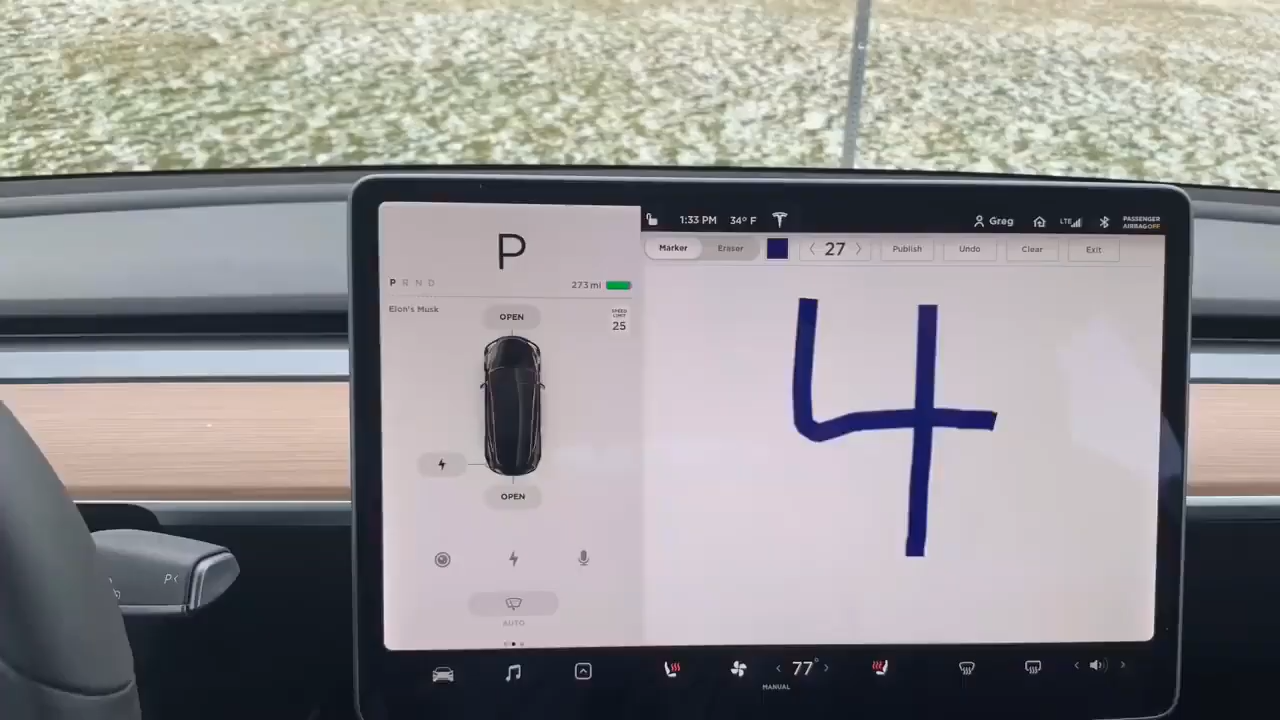 1:33 PM 34° F Greg LTE PASSENGER
AIRBAG OFF
P
Marker Eraser < 27 > Publish Undo Clear Exit
P R N D 273 mi
Elon's Musk
SPEED
LIMIT
25
OPEN
4
OPEN
AUTO
P<
< 77° >
MANUAL
< >